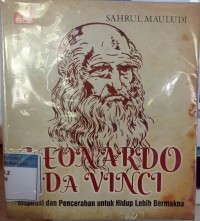 SAHRUL MAULUDI
LEONARDO
DA VINCI
Inspirasi dan Pencerahan untuk Hidup Lebih Bermakna